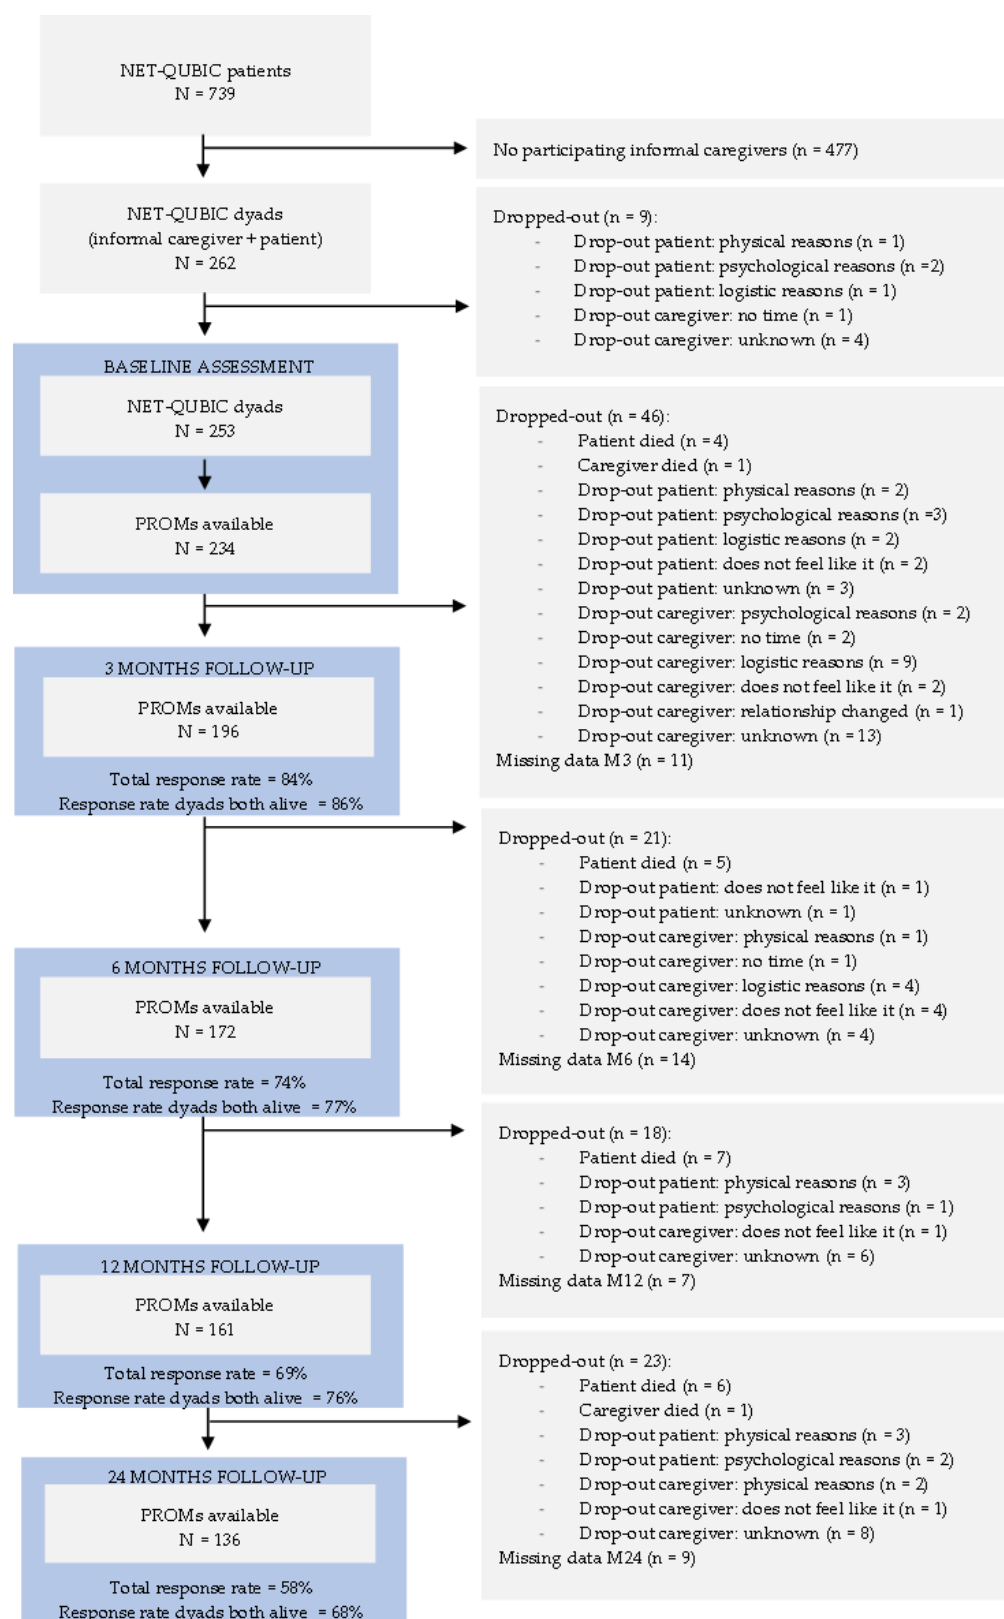 NET-QUBIC patients
N = 739
No participating informal caregivers (n = 477)
NET-QUBIC dyads
(informal caregiver + patient)
N = 262
Dropped-out (n = 9):
- Drop-out patient: physical reasons (n = 1)
- Drop-out patient: psychological reasons (n =2)
- Drop-out patient: logistic reasons (n = 1)
- Drop-out caregiver: no time (n = 1)
- Drop-out caregiver: unknown (n = 4)
BASELINE ASSESSMENT
NET-QUBIC dyads
N = 253
PROMs available
N = 234
Dropped-out (n = 46):
- Patient died (n = 4)
- Caregiver died (n = 1)
- Drop-out patient: physical reasons (n = 2)
- Drop-out patient: psychological reasons (n =3)
- Drop-out patient: logistic reasons (n = 2)
- Drop-out patient: does not feel like it (n = 2)
- Drop-out patient: unknown (n = 3)
- Drop-out caregiver: psychological reasons (n = 2)
- Drop-out caregiver: no time (n = 2)
- Drop-out caregiver: logistic reasons (n = 9)
- Drop-out caregiver: does not feel like it (n = 2)
- Drop-out caregiver: relationship changed (n = 1)
- Drop-out caregiver: unknown (n = 13)
Missing data M3 (n = 11)
3 MONTHS FOLLOW-UP
PROMs available
N = 196
Total response rate = 84%
Response rate dyads both alive = 86%
Dropped-out (n = 21):
- Patient died (n = 5)
- Drop-out patient: does not feel like it (n = 1)
- Drop-out patient: unknown (n = 1)
- Drop-out caregiver: physical reasons (n = 1)
- Drop-out caregiver: no time (n = 1)
- Drop-out caregiver: logistic reasons (n = 4)
- Drop-out caregiver: does not feel like it (n = 4)
- Drop-out caregiver: unknown (n = 4)
Missing data M6 (n = 14)
6 MONTHS FOLLOW-UP
PROMs available
N = 172
Total response rate = 74%
Response rate dyads both alive = 77%
Dropped-out (n = 18):
- Patient died (n = 7)
- Drop-out patient: physical reasons (n = 3)
- Drop-out patient: psychological reasons (n = 1)
- Drop-out caregiver: does not feel like it (n = 1)
- Drop-out caregiver: unknown (n = 6)
Missing data M12 (n = 7)
12 MONTHS FOLLOW-UP
PROMs available
N = 161
Total response rate = 69%
Response rate dyads both alive = 76%
Dropped-out (n = 23):
- Patient died (n = 6)
- Caregiver died (n = 1)
- Drop-out patient: physical reasons (n = 3)
- Drop-out patient: psychological reasons (n = 2)
- Drop-out caregiver: physical reasons (n = 2)
- Drop-out caregiver: does not feel like it (n = 1)
- Drop-out caregiver: unknown (n = 8)
Missing data M24 (n = 9)
24 MONTHS FOLLOW-UP
PROMs available
N = 136
Total response rate = 58%
Response rate dyads both alive = 68%